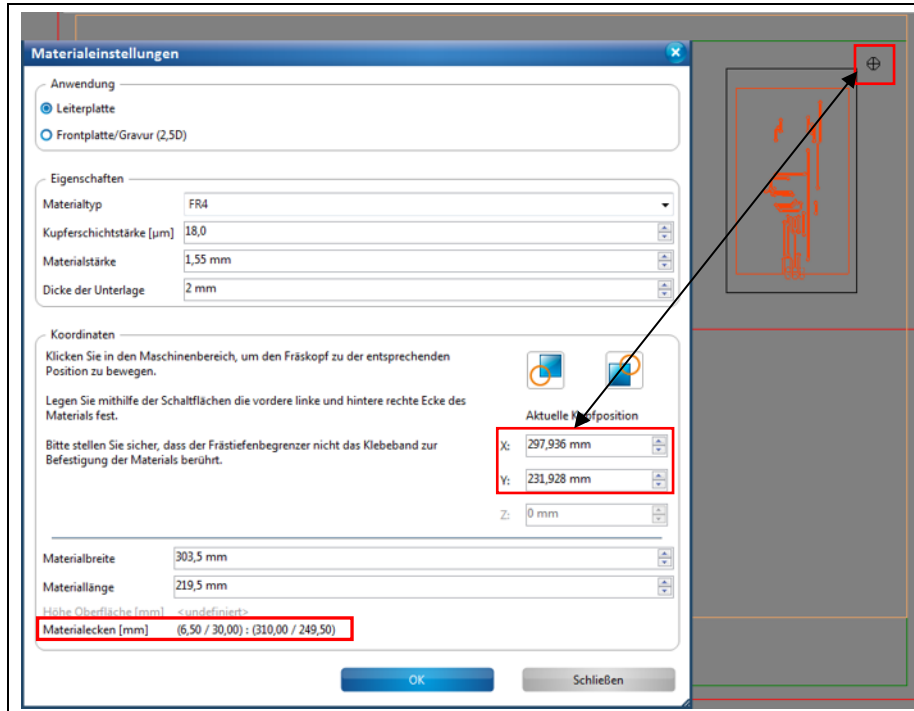 Materialeinstellungen
Anwendung
Leiterplatte
Frontplatte/Gravur (2,5D)
Eigenschaften
Materialtyp FR4
Kupferschichtstärke [µm] 18,0
Materialstärke 1,55 mm
Dicke der Unterlage 2 mm
Koordinaten
Klicken Sie in den Maschinenbereich, um den Fräskopf zu der entsprechenden
Position zu bewegen.
Legen Sie mithilfe der Schaltflächen die vordere linke und hintere rechte Ecke des
Materials fest.
Bitte stellen Sie sicher, dass der Frästiefenbegrenzer nicht das Klebeband zur
Befestigung der Materials berührt.
Aktuelle Kopfposition
X: 297,936 mm
Y: 231,928 mm
Z: 0 mm
Materialbreite 303,5 mm
Materiallänge 219,5 mm
Höhe Oberfläche [mm] <undefiniert>
Materialecken [mm] (6,50 / 30,00) : (310,00 / 249,50)
OK Schließen